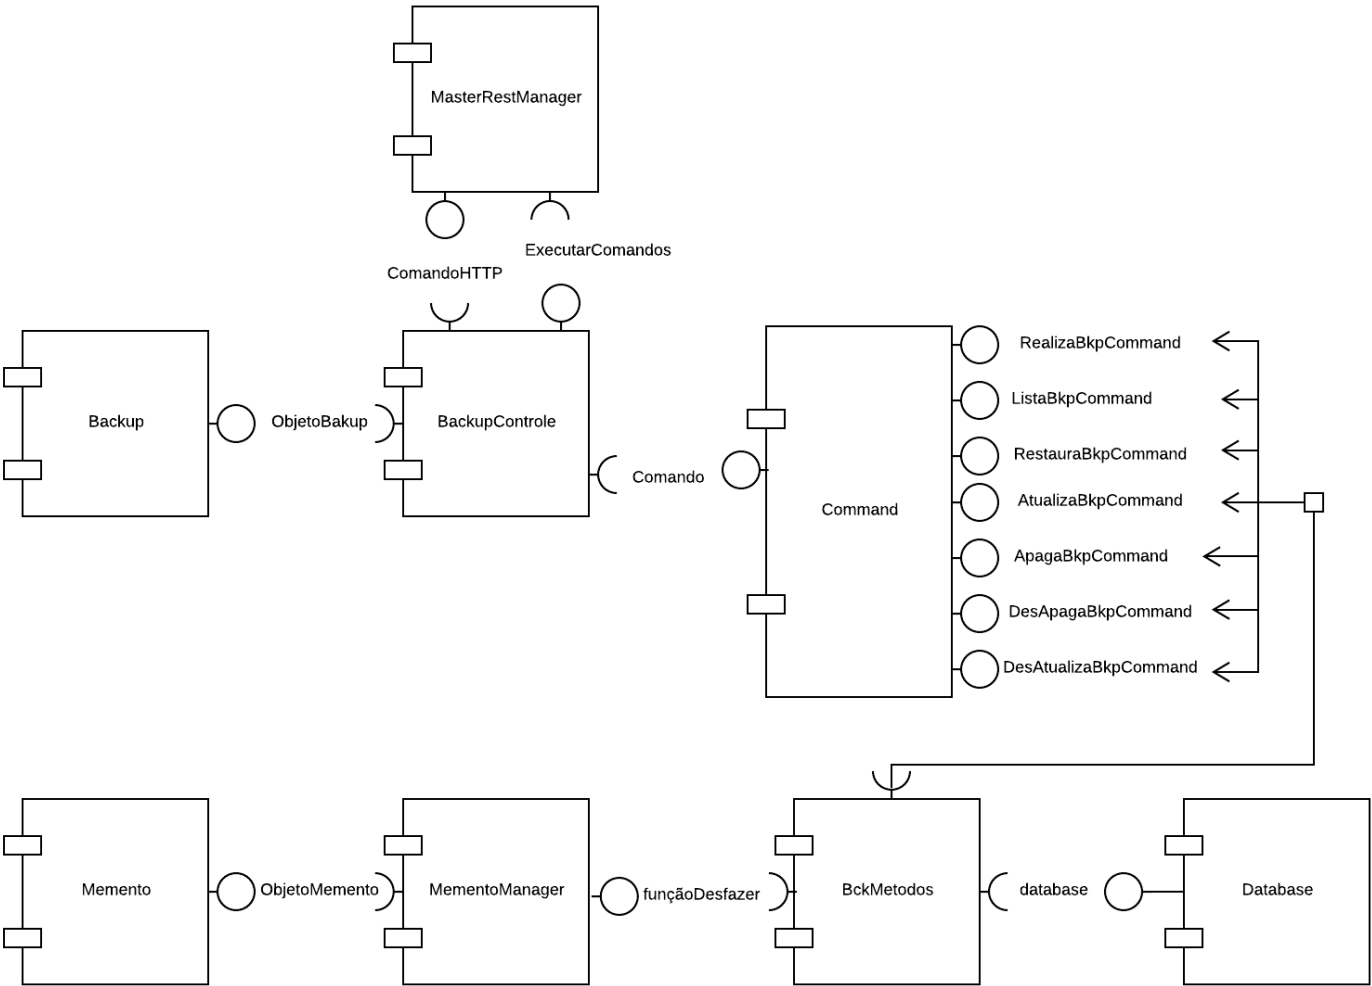 MasterRestManager
ExecutarComandos
ComandoHTTP
Backup
ObjetoBakup
BackupControle
Comando
Command
RealizaBkpCommand
ListaBkpCommand
RestauraBkpCommand
AtualizaBkpCommand
ApagaBkpCommand
DesApagaBkpCommand
DesAtualizaBkpCommand
Memento
ObjetoMemento
MementoManager
funçãoDesfazer
BckMetodos
database
Database